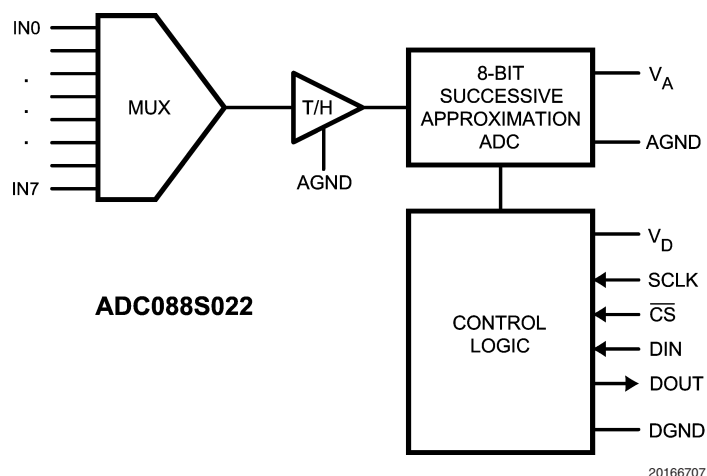 IN0
.
.
.
IN7
MUX
T/H
AGND
8-BIT
SUCCESSIVE
APPROXIMATION
ADC
VA
AGND
ADC088S022
CONTROL
LOGIC
VD
SCLK
C̅S̅
DIN
DOUT
DGND
20166707